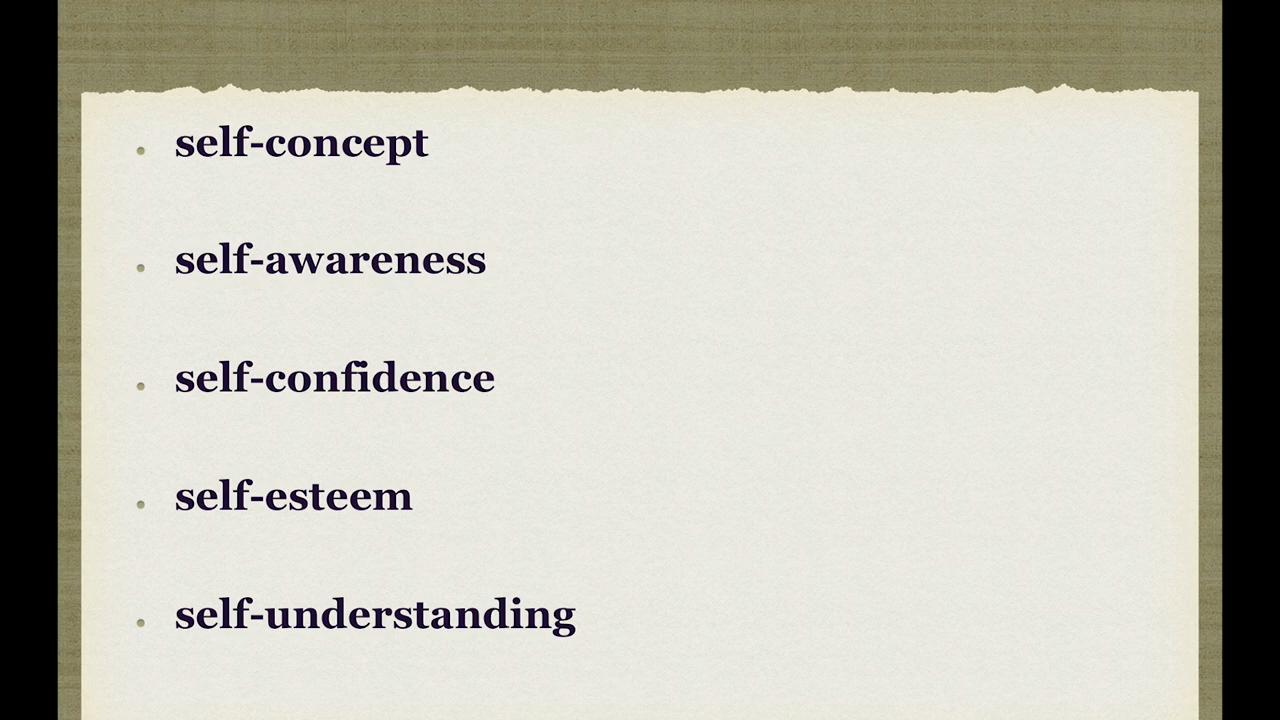 self-concept
self-awareness
self-confidence
self-esteem
self-understanding